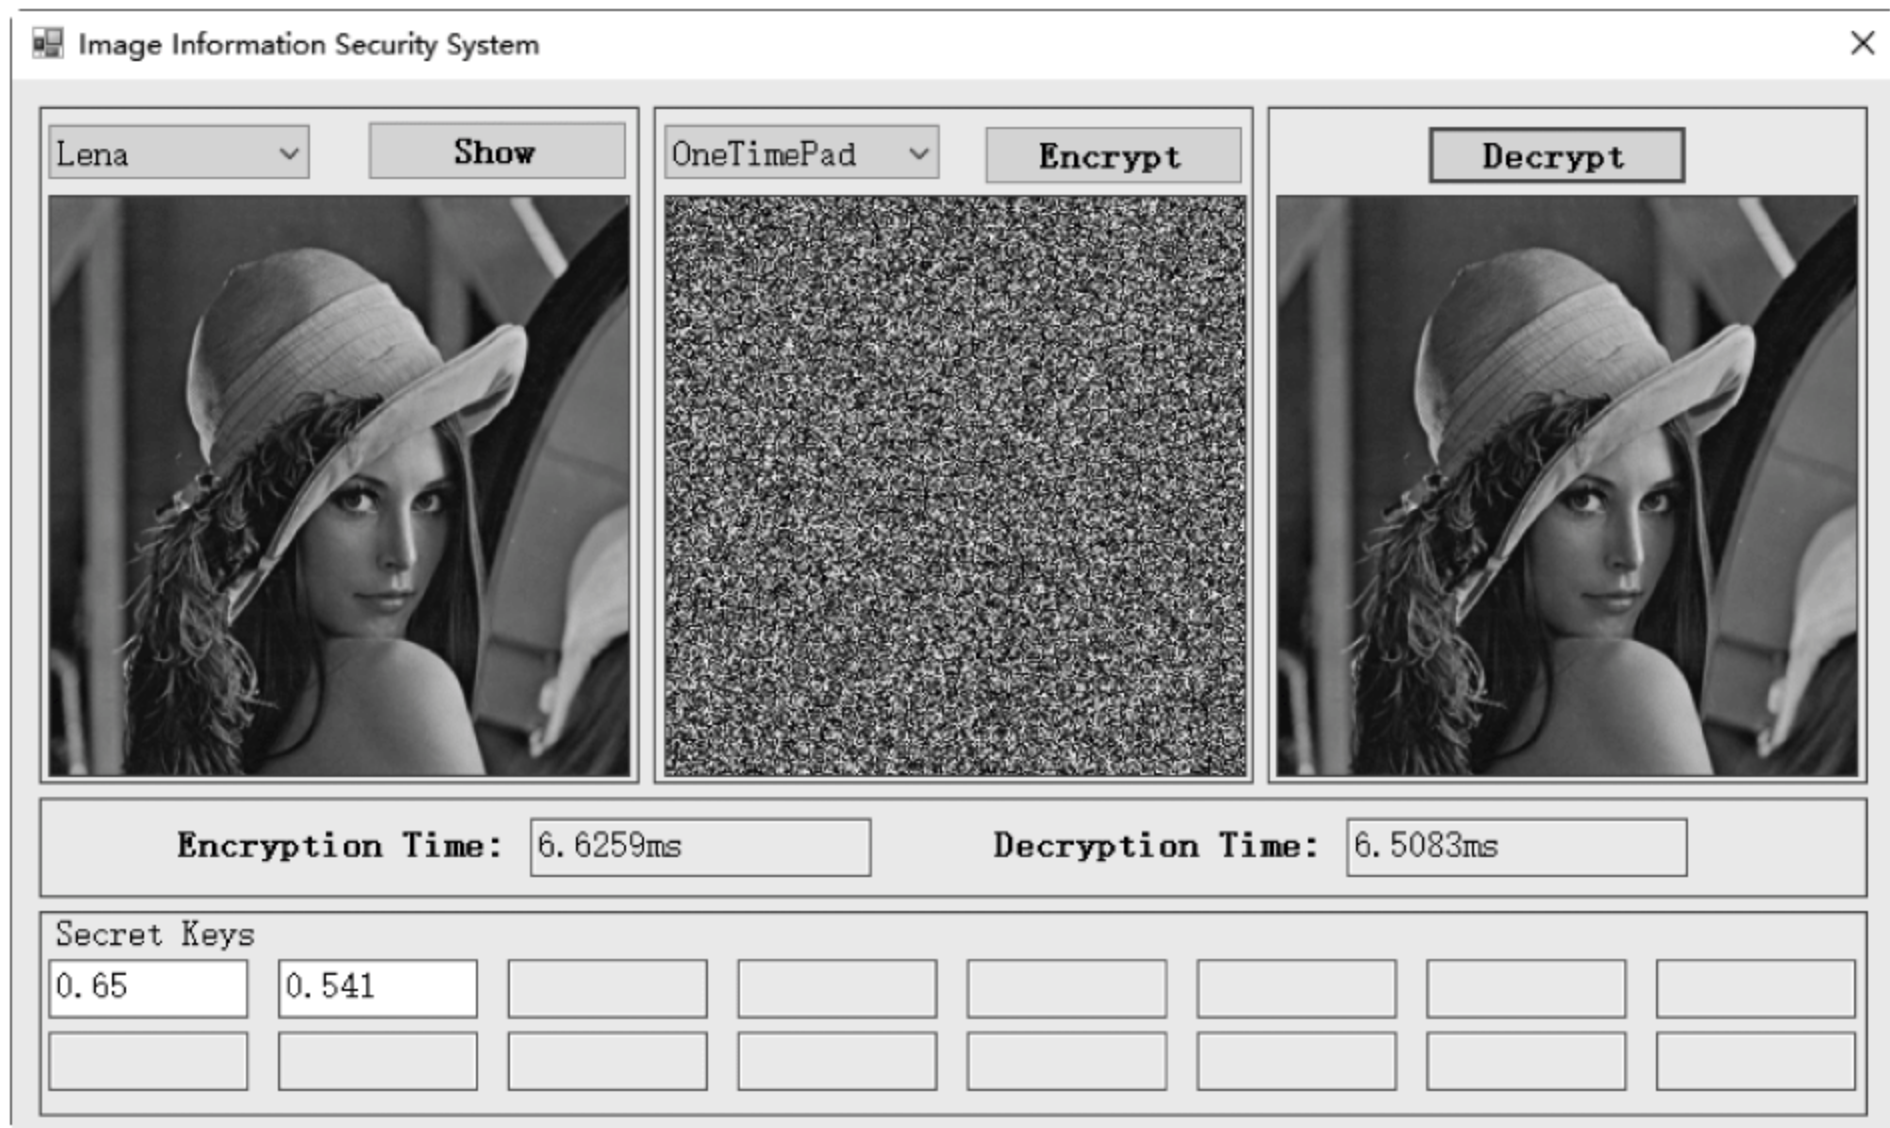 Image Information Security System
Lena
Show
OneTimePad
Encrypt
Decrypt
Encryption Time: 6.6259ms
Decryption Time: 6.5083ms
Secret Keys
0.65
0.541